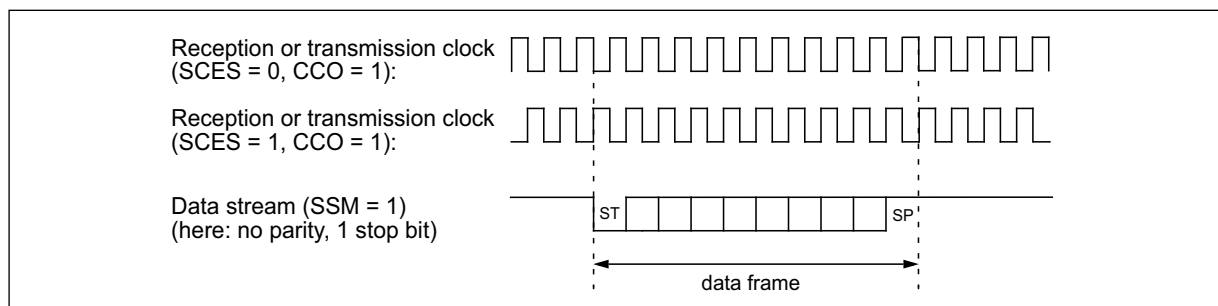 Reception or transmission clock
(SCES = 0, CCO = 1):
Reception or transmission clock
(SCES = 1, CCO = 1):
Data stream (SSM = 1)
(here: no parity, 1 stop bit)
ST
SP
data frame